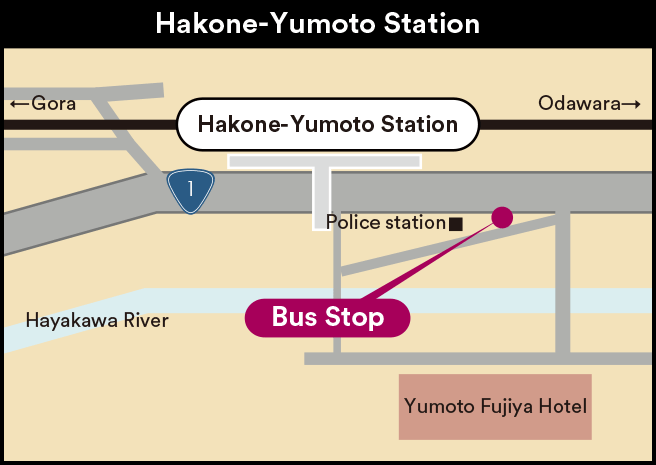 Hakone-Yumoto Station
←Gora
Odawara→
Hakone-Yumoto Station
1
Police station■
Bus Stop
Hayakawa River
Yumoto Fujiya Hotel